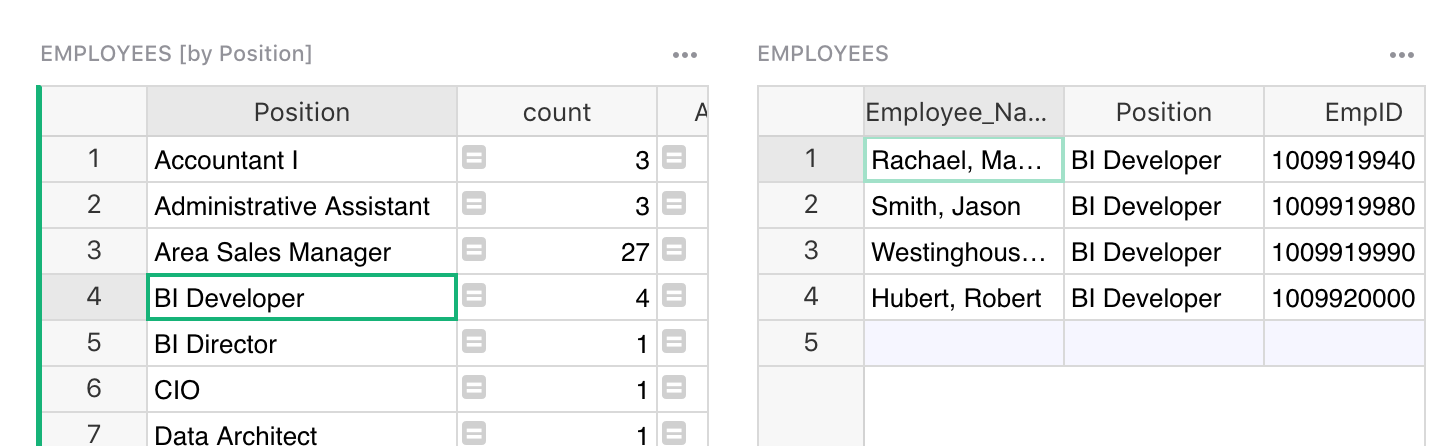 EMPLOYEES [by Position]
Position count A
1 Accountant I 3
2 Administrative Assistant 3
3 Area Sales Manager 27
4 BI Developer 4
5 BI Director 1
6 CIO 1
7 Data Architect 1
EMPLOYEES
Employee_Na... Position EmpID
1 Rachael, Ma... BI Developer 1009919940
2 Smith, Jason BI Developer 1009919980
3 Westinghous... BI Developer 1009919990
4 Hubert, Robert BI Developer 1009920000
5